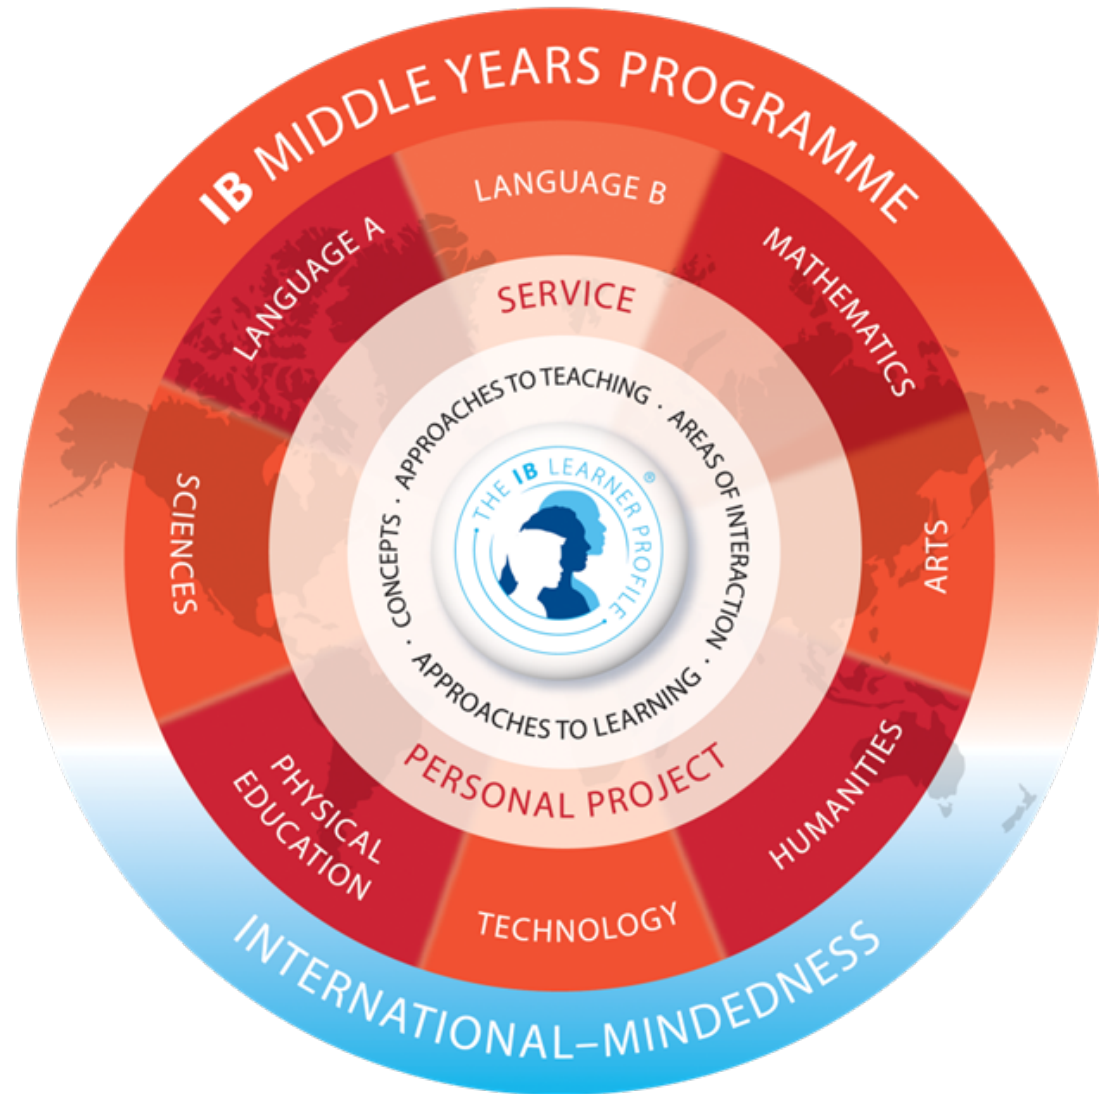 IB MIDDLE YEARS PROGRAMME
LANGUAGE A
LANGUAGE B
MATHEMATICS
SCIENCES
ARTS
PHYSICAL
EDUCATION
TECHNOLOGY
HUMANITIES
SERVICE
PERSONAL PROJECT
APPROACHES TO TEACHING · AREAS OF INTERACTION · APPROACHES TO LEARNING · CONCEPTS ·
THE IB LEARNER PROFILE ®
INTERNATIONAL–MINDEDNESS